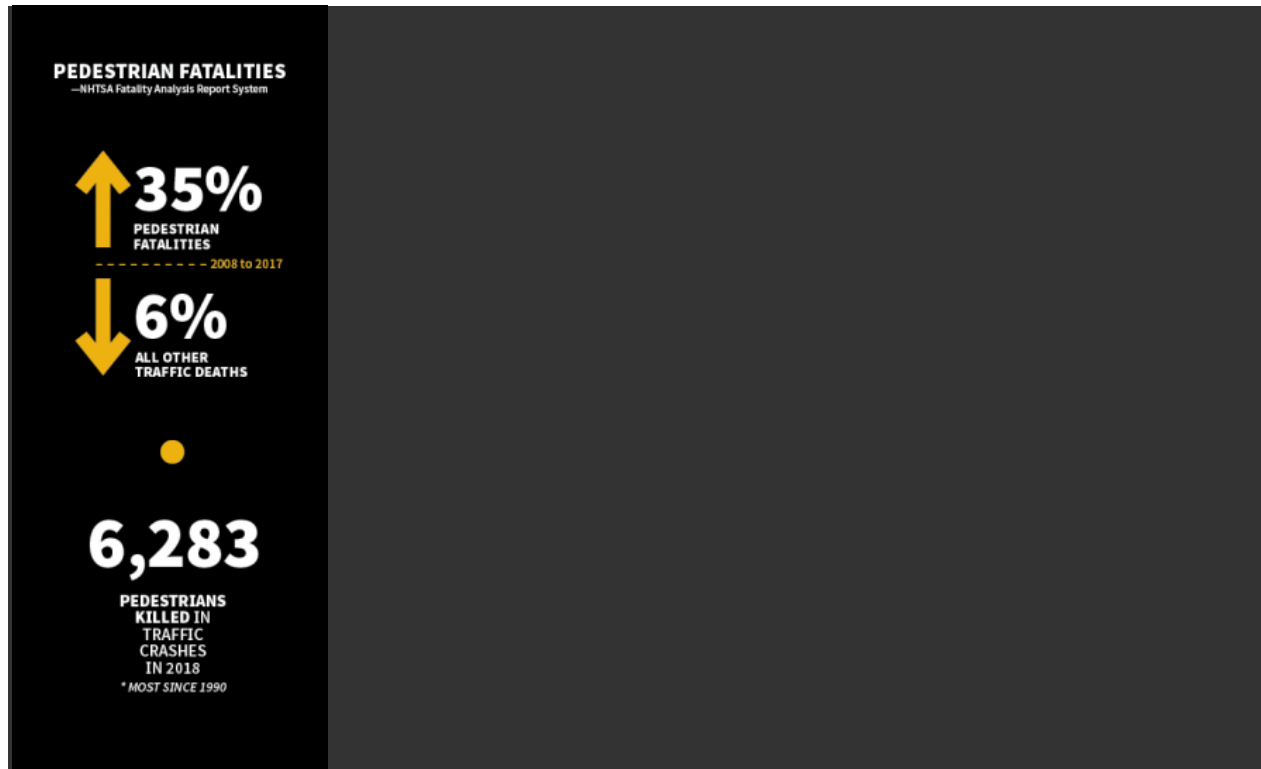 PEDESTRIAN FATALITIES
—NHTSA Fatality Analysis Report System
35%
PEDESTRIAN
FATALITIES
2008 to 2017
6%
ALL OTHER
TRAFFIC DEATHS
6,283
PEDESTRIANS
KILLED IN
TRAFFIC
CRASHES
IN 2018
* MOST SINCE 1990